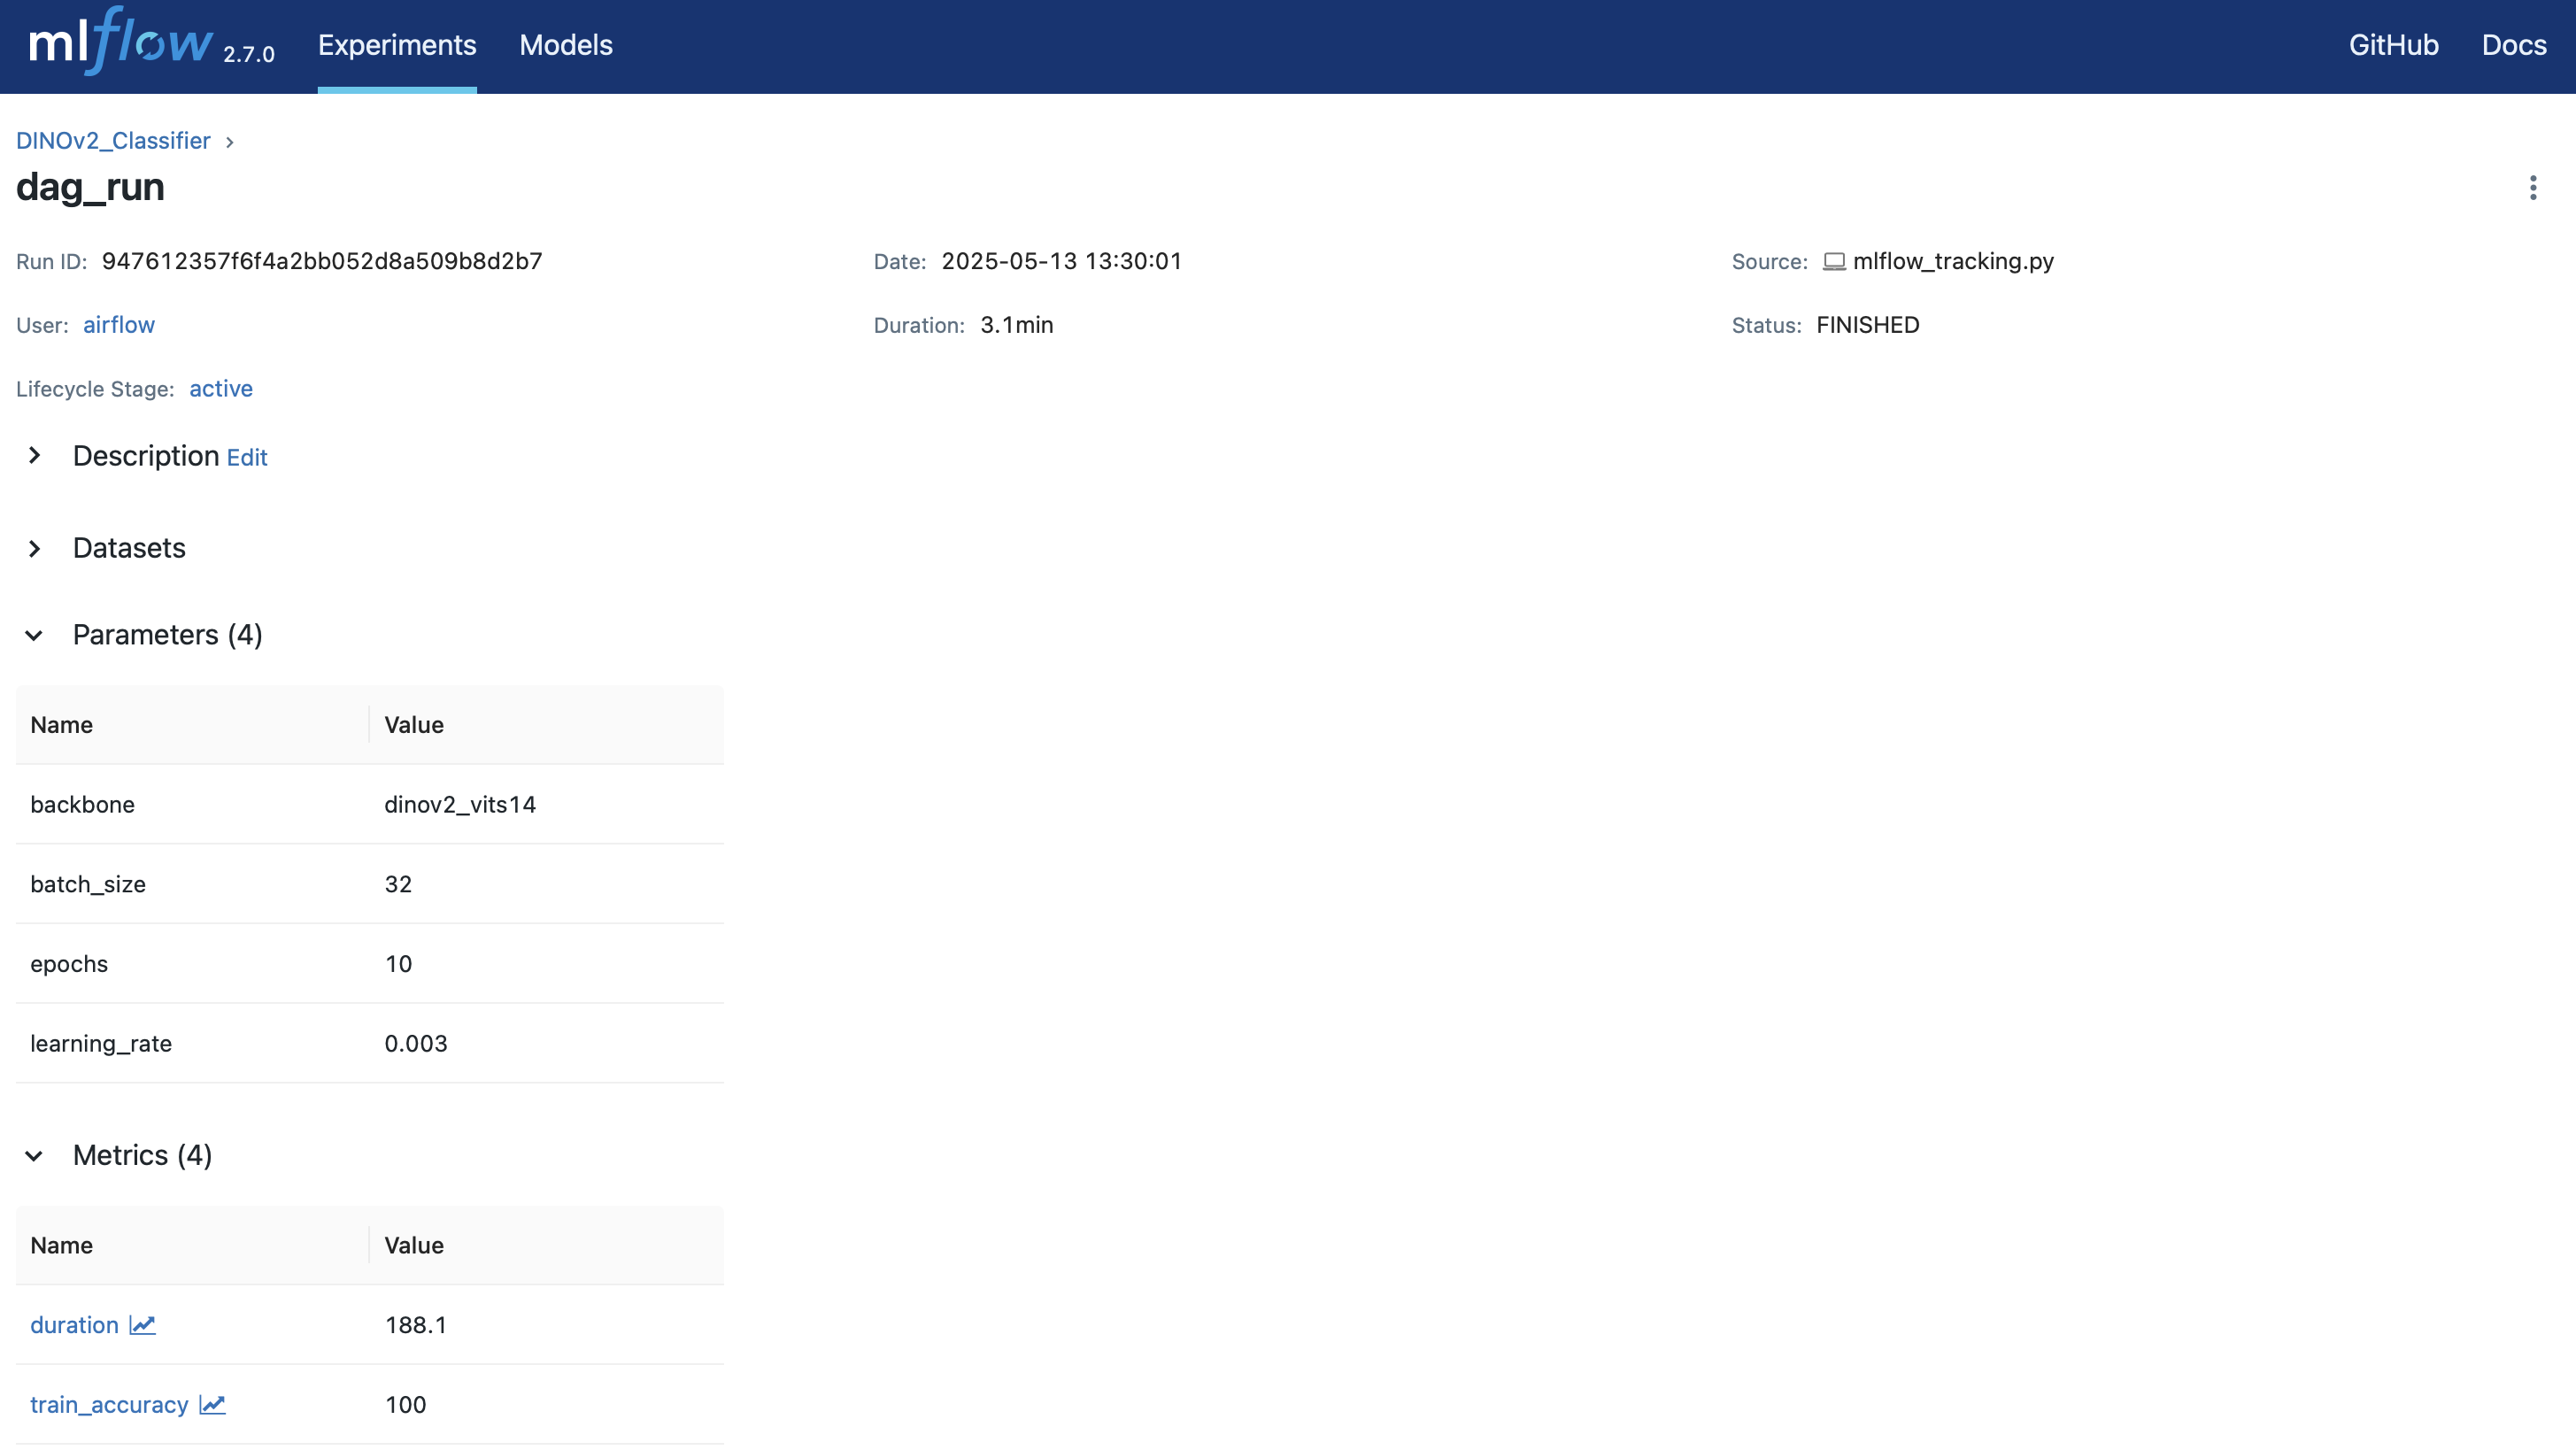 mlflow 2.7.0 Experiments Models GitHub Docs
DINOv2_Classifier
dag_run
Run ID: 947612357f6f4a2bb052d8a509b8d2b7 Date: 2025-05-13 13:30:01 Source: mlflow_tracking.py
User: airflow Duration: 3.1min Status: FINISHED
Lifecycle Stage: active
Description Edit
Datasets
Parameters (4)
Name Value
backbone dinov2_vits14
batch_size 32
epochs 10
learning_rate 0.003
Metrics (4)
Name Value
duration 188.1
train_accuracy 100